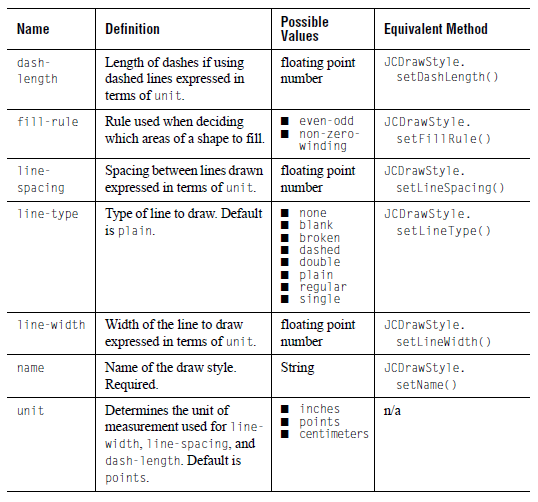 Name Definition Possible Values Equivalent Method
dash-length Length of dashes if using dashed lines expressed in terms of unit. floating point number JCDrawStyle.setDashLength()
fill-rule Rule used when deciding which areas of a shape to fill. ■ even-odd ■ non-zero-winding JCDrawStyle.setFillRule()
line-spacing Spacing between lines drawn expressed in terms of unit. floating point number JCDrawStyle.setLineSpacing()
line-type Type of line to draw. Default is plain. ■ none ■ blank ■ broken ■ dashed ■ double ■ plain ■ regular ■ single JCDrawStyle.setLineType()
line-width Width of the line to draw expressed in terms of unit. floating point number JCDrawStyle.setLineWidth()
name Name of the draw style. Required. String JCDrawStyle.setName()
unit Determines the unit of measurement used for line-width, line-spacing, and dash-length. Default is points. ■ inches ■ points ■ centimeters n/a